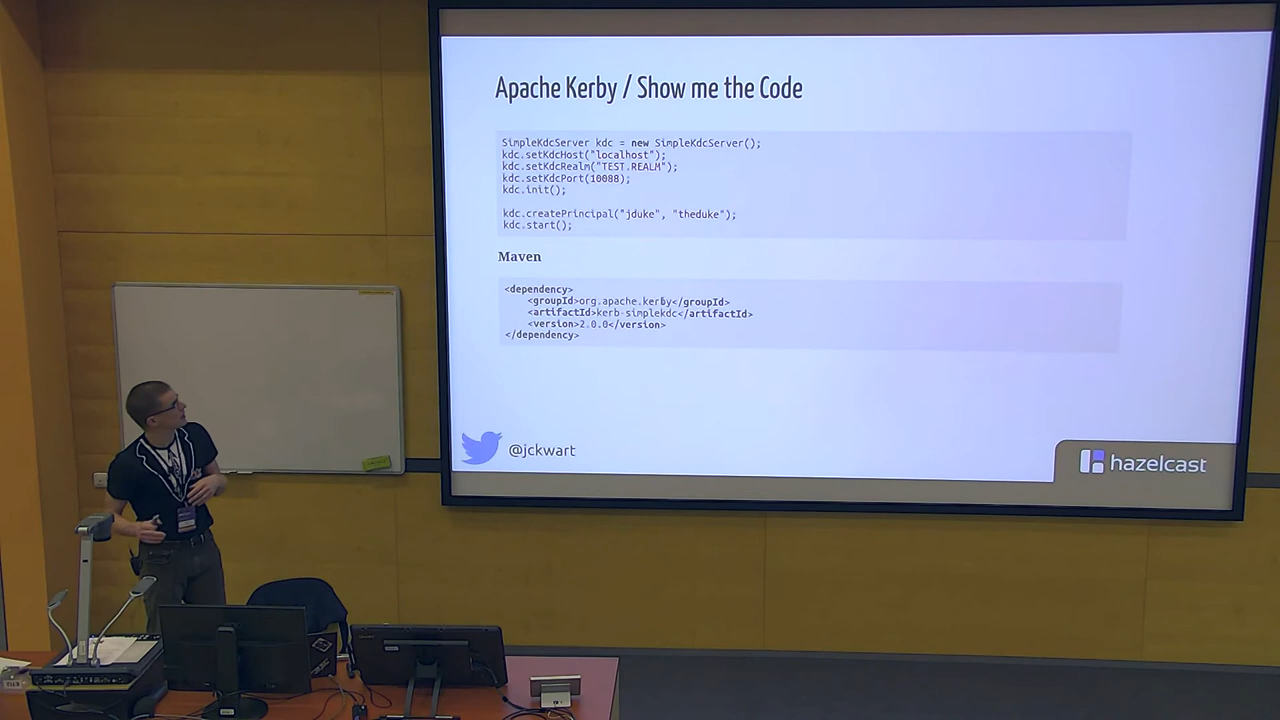 Apache Kerby / Show me the Code
SimpleKdcServer kdc = new SimpleKdcServer();
kdc.setKdcHost("localhost");
kdc.setKdcRealm("TEST.REALM");
kdc.setKdcPort(10088);
kdc.init();
kdc.createPrincipal("jduke", "theduke");
kdc.start();
Maven
<dependency>
<groupId>org.apache.kerby</groupId>
<artifactId>kerb-simplekdc</artifactId>
<version>2.0.0</version>
</dependency>
@jckwart
hazelcast